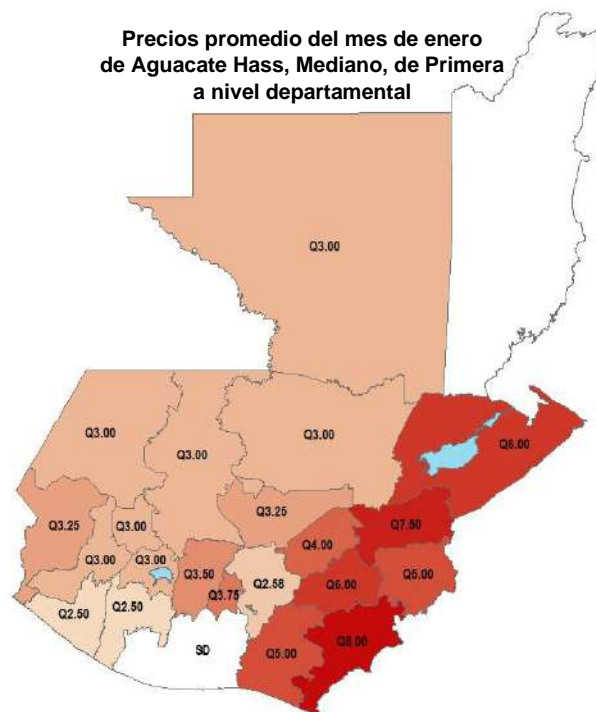 Precios promedio del mes de enero
de Aguacate Hass, Mediano, de Primera
a nivel departamental
Q3.00
Q3.00
Q3.00
Q3.00
Q6.00
Q3.25
Q3.00
Q3.25
Q7.50
Q4.00
Q3.00
Q3.00
Q3.50
Q2.58
Q5.00
Q3.75
Q6.00
Q2.50
Q2.50
Q8.00
SD
Q5.00